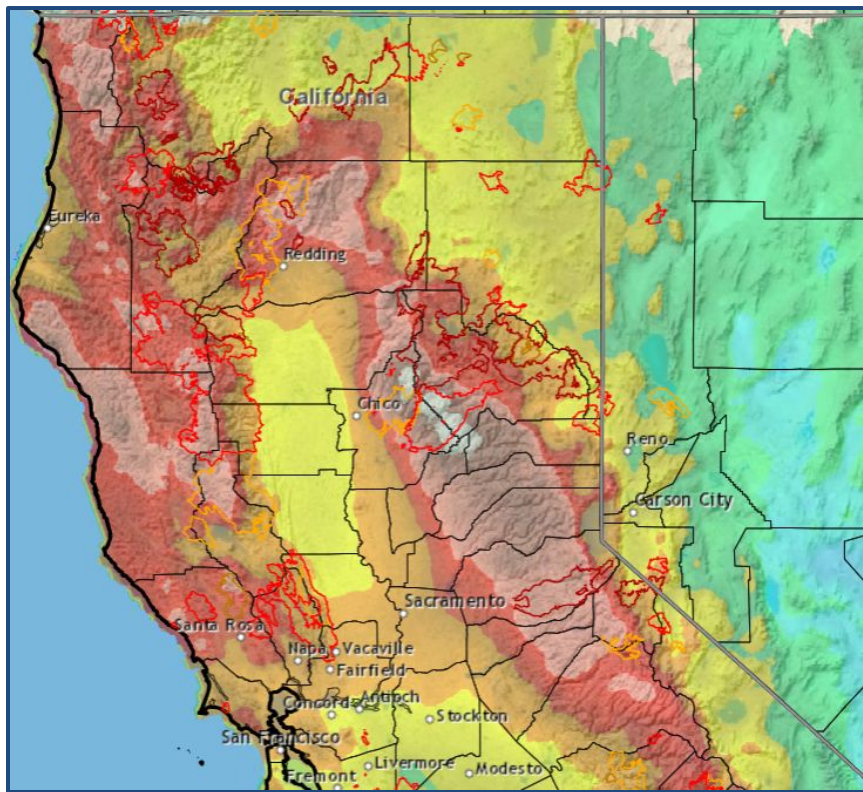 California
Eureka
Redding
Chico
Reno
Carson City
Sacramento
Santa Rosa
Napa
Vacaville
Fairfield
Concord
Antioch
Stockton
San Francisco
Livermore
Modesto
Fremont